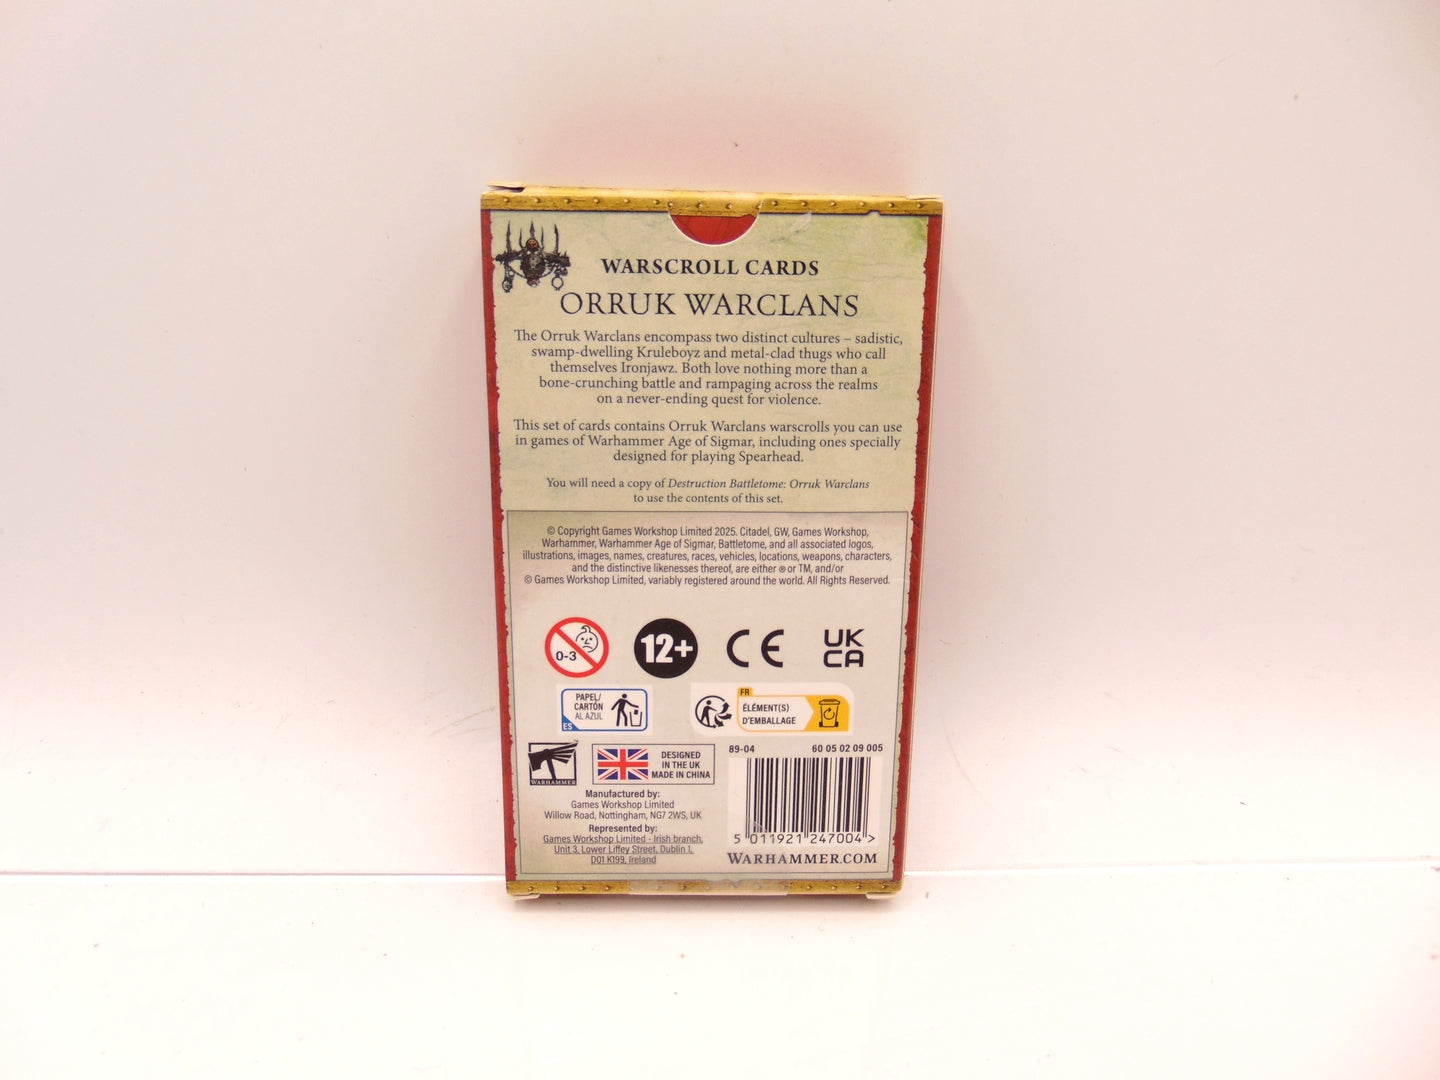 WARSCROLL CARDS
ORRUK WARCLANS
The Orruk Warclans encompass two distinct cultures – sadistic,
swamp-dwelling Kruleboyz and metal-clad thugs who call
themselves Ironjawz. Both love nothing more than a
bone-crunching battle and rampaging across the realms
on a never-ending quest for violence.
This set of cards contains Orruk Warclans warscrolls you can use
in games of Warhammer Age of Sigmar, including ones specially
designed for playing Spearhead.
You will need a copy of Destruction Battletome: Orruk Warclans
to use the contents of this set.
© Copyright Games Workshop Limited 2025. Citadel, GW, Games Workshop,
Warhammer, Warhammer Age of Sigmar, Battletome, and all associated logos,
illustrations, images, names, creatures, races, vehicles, locations, weapons, characters,
and the distinctive likenesses thereof, are either ® or TM, and/or
© Games Workshop Limited, variably registered around the world. All Rights Reserved.
0-3
12+
CE
UK
CA
PAPEL/
CARTÓN
AL AZUL
ES
FR
ÉLÉMENT(S)
D'EMBALLAGE
WARHAMMER
™
DESIGNED
IN THE UK
MADE IN CHINA
89-04 60 05 02 09 005
Manufactured by:
Games Workshop Limited
Willow Road, Nottingham, NG7 2WS, UK
Represented by:
Games Workshop Limited - Irish branch,
Unit 3, Lower Liffey Street, Dublin 1,
D01 K199, Ireland
5 011921 247004 >
WARHAMMER.COM